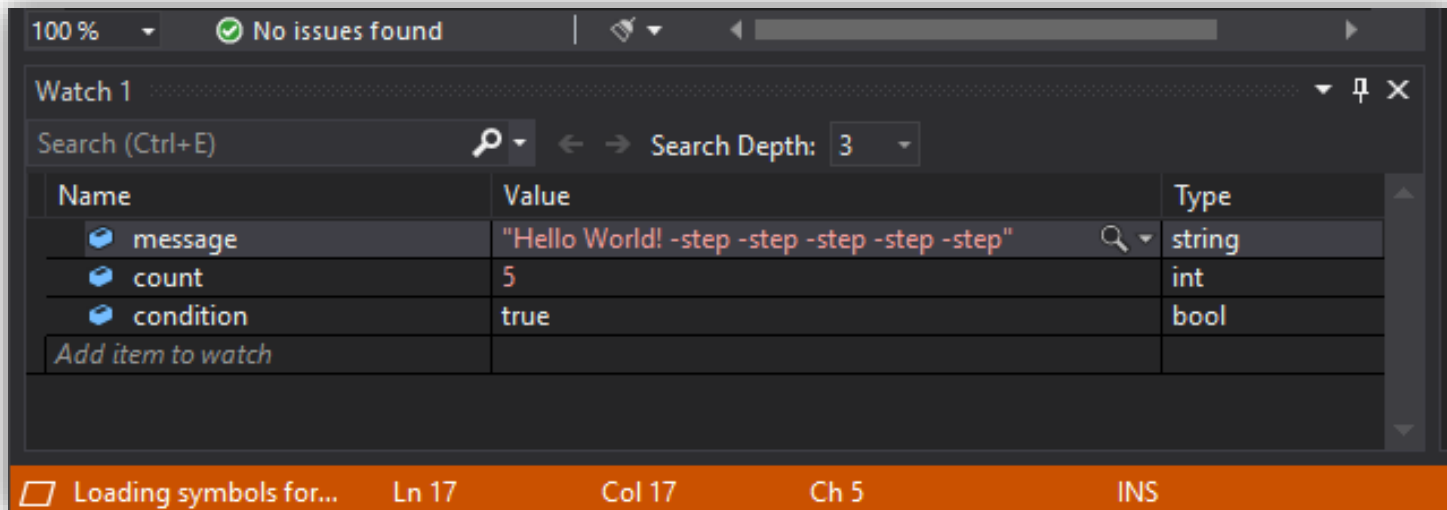 100 % No issues found
Watch 1
Search (Ctrl+E) Search Depth: 3
Name Value Type
message "Hello World! -step -step -step -step -step" string
count 5 int
condition true bool
Add item to watch
Loading symbols for... Ln 17 Col 17 Ch 5 INS